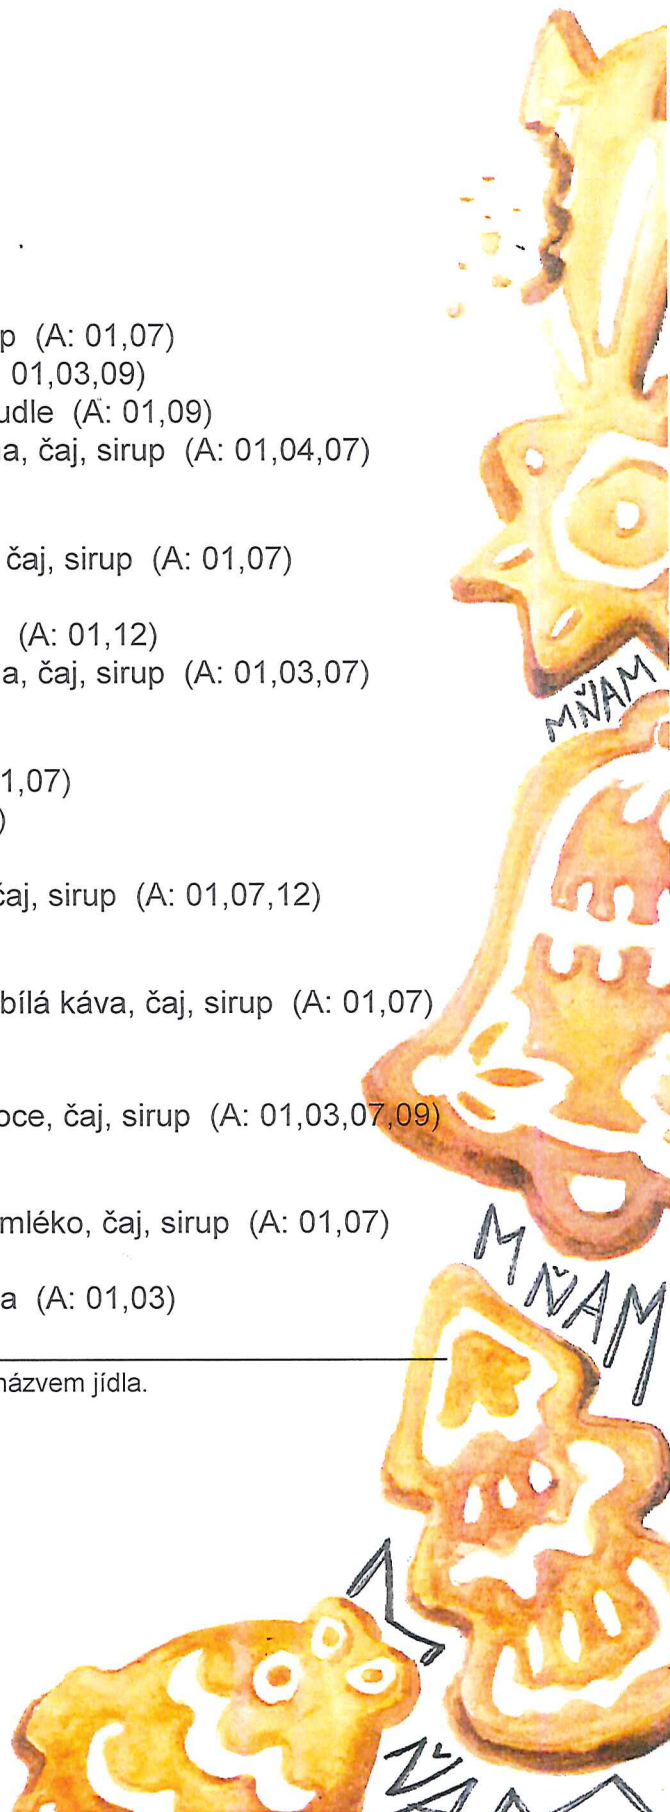 p (A: 01,07)
01,03,09)
udle (A: 01,09)
a, čaj, sirup (A: 01,04,07)
čaj, sirup (A: 01,07)
(A: 01,12)
a, čaj, sirup (A: 01,03,07)
1,07)
)
čaj, sirup (A: 01,07,12)
bílá káva, čaj, sirup (A: 01,07)
oce, čaj, sirup (A: 01,03,07,09)
mléko, čaj, sirup (A: 01,07)
a (A: 01,03)
názvem jídla.
MŇAM
MŇAM
MŇAM